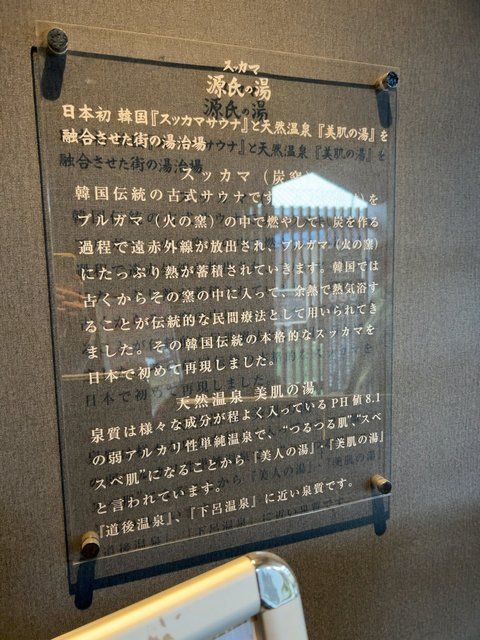 スッカマ
源氏の湯
日本初 韓国『スッカマサウナ』と天然温泉『美肌の湯』を
融合させた街の湯治場
スッカマ（炭窯
韓国伝統の古式サウナです を
プルガマ（火の窯）の中で燃やして、炭を作る
過程で遠赤外線が放出され、プルガマ（火の窯）
にたっぷり熱が蓄積されていきます。韓国では
古くからその窯の中に入って、余熱で熱気浴す
ることが伝統的な民間療法として用いられてき
ました。その韓国伝統の本格的なスッカマを
日本で初めて再現しました。
天然温泉 美肌の湯
泉質は様々な成分が程よく入っているPH値8.1
の弱アルカリ性単純温泉で、“つるつる肌”、“スベ
スベ肌”になることから『美人の湯』・『美肌の湯』
と言われています。
『道後温泉』、『下呂温泉』に近い泉質です。